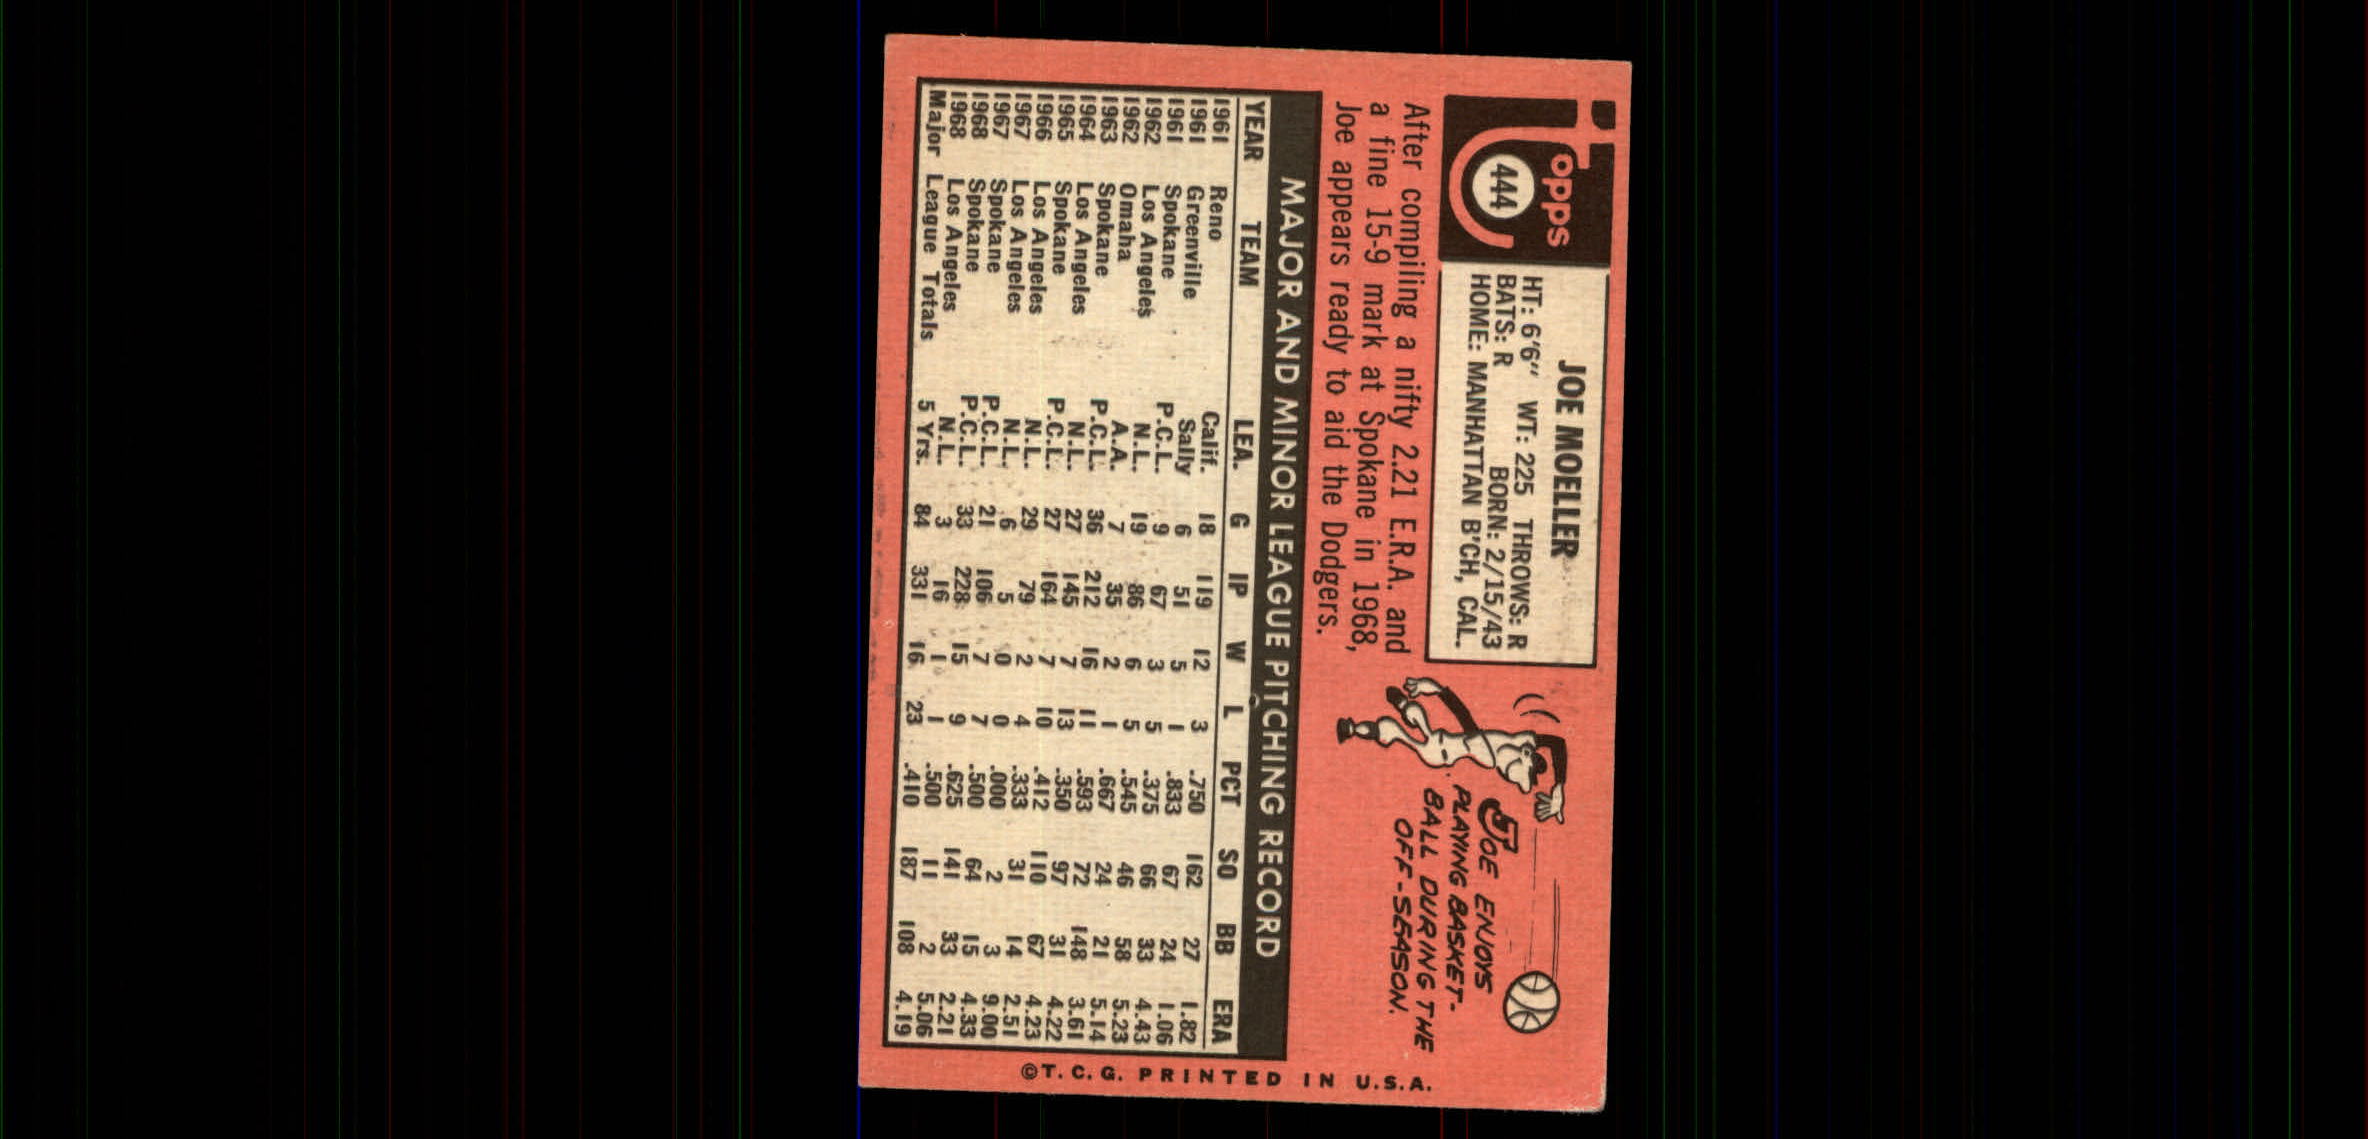 Topps
444
JOE MOELLER
HT: 6'6" WT: 225 THROWS: R
BATS: R BORN: 2/15/43
HOME: MANHATTAN B'CH, CAL.
JOE ENJOYS
PLAYING BASKET-
BALL DURING THE
OFF-SEASON.
After compiling a nifty 2.21 E.R.A. and
a fine 15-9 mark at Spokane in 1968,
Joe appears ready to aid the Dodgers.
MAJOR AND MINOR LEAGUE PITCHING RECORD
YEAR TEAM LEA. G IP W L PCT SO BB ERA
1961 Reno Calif. 18 119 12 3 .750 162 27 1.82
1961 Greenville Sally 6 51 5 1 .833 67 24 1.06
1961 Spokane P.C.L. 9 67 3 5 .375 66 33 4.43
1962 Los Angeles N.L. 19 86 6 5 .545 46 58 5.23
1962 Omaha A.A. 7 35 2 1 .667 24 21 5.14
1963 Spokane P.C.L. 36 212 16 11 .593 72 148 3.61
1964 Los Angeles N.L. 27 145 7 13 .350 97 31 4.22
1965 Spokane P.C.L. 27 164 7 10 .412 110 67 4.23
1966 Los Angeles N.L. 29 79 2 4 .333 31 14 2.51
1967 Los Angeles N.L. 6 5 0 0 .000 2 3 9.00
1967 Spokane P.C.L. 21 106 7 7 .500 64 15 4.33
1968 Spokane P.C.L. 33 228 15 9 .625 141 33 2.21
1968 Los Angeles N.L. 3 16 1 1 .500 11 2 5.06
Major League Totals 5 Yrs. 84 331 16 23 .410 187 108 4.19
©T.C.G. PRINTED IN U.S.A.